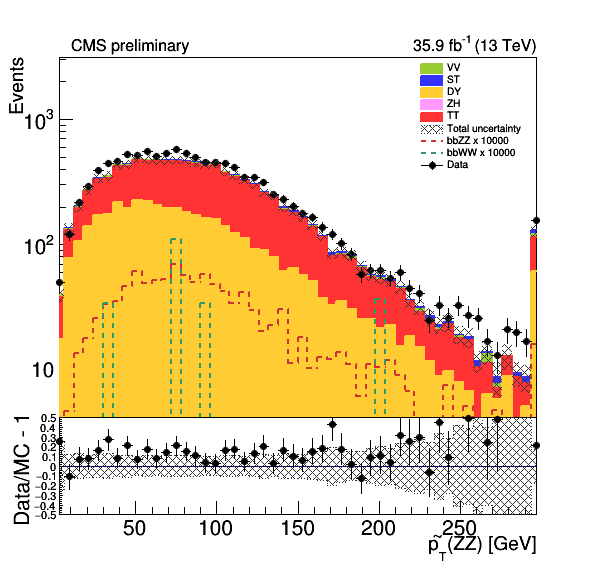 CMS preliminary 35.9 fb⁻¹ (13 TeV)
Events
VV
ST
DY
ZH
TT
Total uncertainty
bbZZ x 10000
bbWW x 10000
Data
10³
10²
10
Data/MC - 1
0.5
0.4
0.3
0.2
0.1
0
−0.1
−0.2
−0.3
−0.4
−0.5
50 100 150 200 250
p̃_T(ZZ) [GeV]